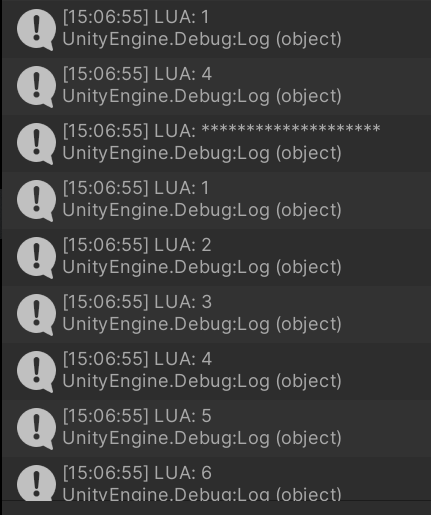 [15:06:55] LUA: 1
UnityEngine.Debug:Log (object)
[15:06:55] LUA: 4
UnityEngine.Debug:Log (object)
[15:06:55] LUA: ********************
UnityEngine.Debug:Log (object)
[15:06:55] LUA: 1
UnityEngine.Debug:Log (object)
[15:06:55] LUA: 2
UnityEngine.Debug:Log (object)
[15:06:55] LUA: 3
UnityEngine.Debug:Log (object)
[15:06:55] LUA: 4
UnityEngine.Debug:Log (object)
[15:06:55] LUA: 5
UnityEngine.Debug:Log (object)
[15:06:55] LUA: 6
UnityEngine.Debug:Log (object)